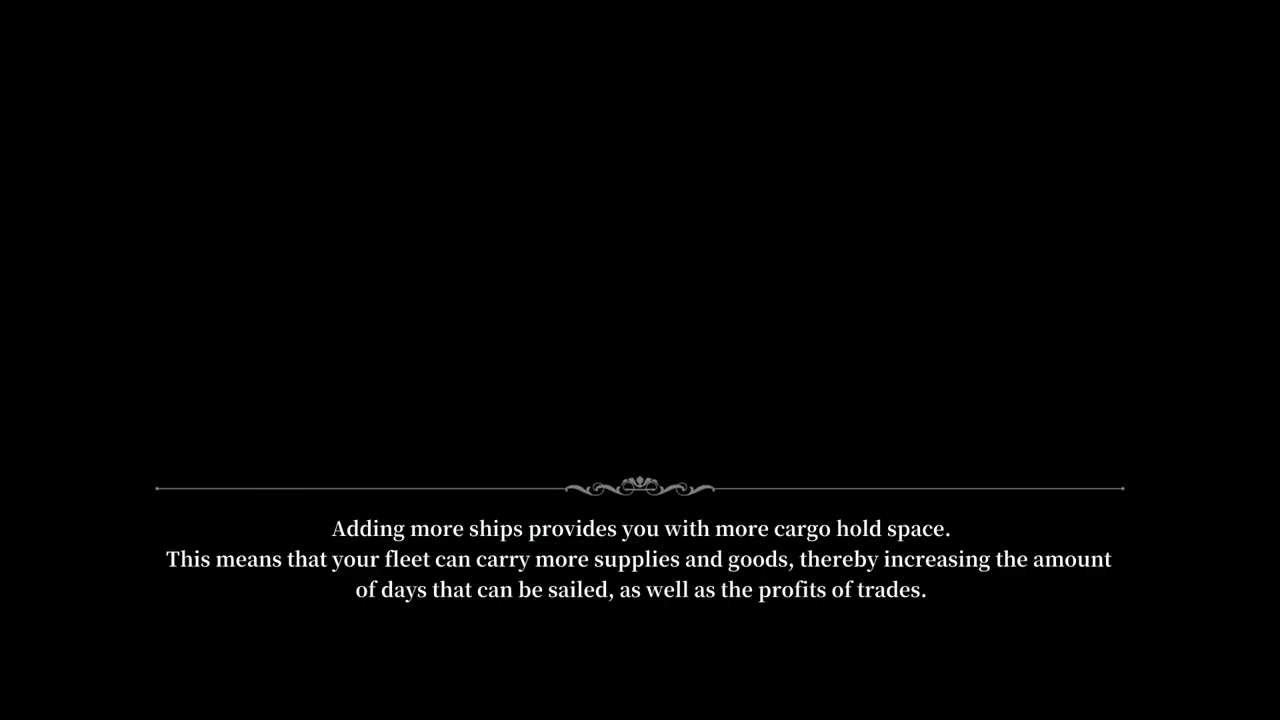 Adding more ships provides you with more cargo hold space.
This means that your fleet can carry more supplies and goods, thereby increasing the amount
of days that can be sailed, as well as the profits of trades.